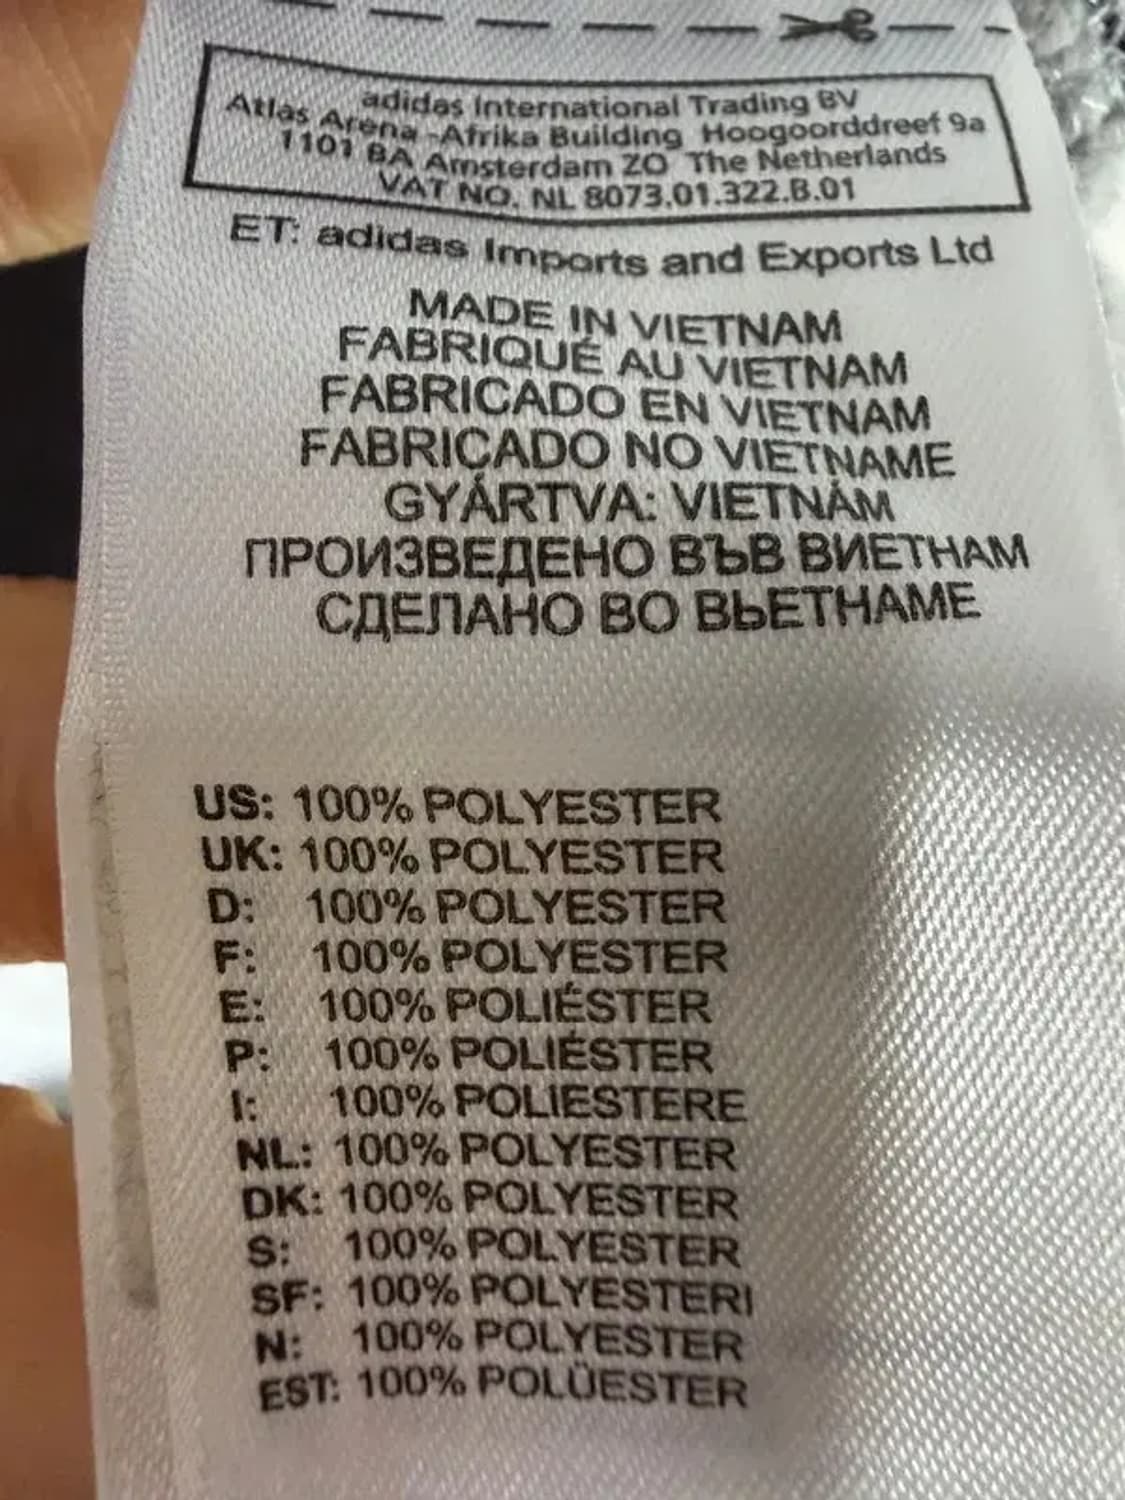 adidas International Trading BV
Atlas Arena -Afrika Building Hoogoorddreef 9a
1101 BA Amsterdam ZO The Netherlands
VAT NO. NL 8073.01.322.B.01
ET: adidas Imports and Exports Ltd
MADE IN VIETNAM
FABRIQUÉ AU VIETNAM
FABRICADO EN VIETNAM
FABRICADO NO VIETNAME
GYÁRTVA: VIETNÁM
ПРОИЗВЕДЕНО ВЪВ ВИЕТНАМ
СДЕЛАНО ВО ВЬЕТНАМЕ
US: 100% POLYESTER
UK: 100% POLYESTER
D: 100% POLYESTER
F: 100% POLYESTER
E: 100% POLIÉSTER
P: 100% POLIÉSTER
I: 100% POLIESTERE
NL: 100% POLYESTER
DK: 100% POLYESTER
S: 100% POLYESTER
SF: 100% POLYESTERI
N: 100% POLYESTER
EST: 100% POLÜESTER